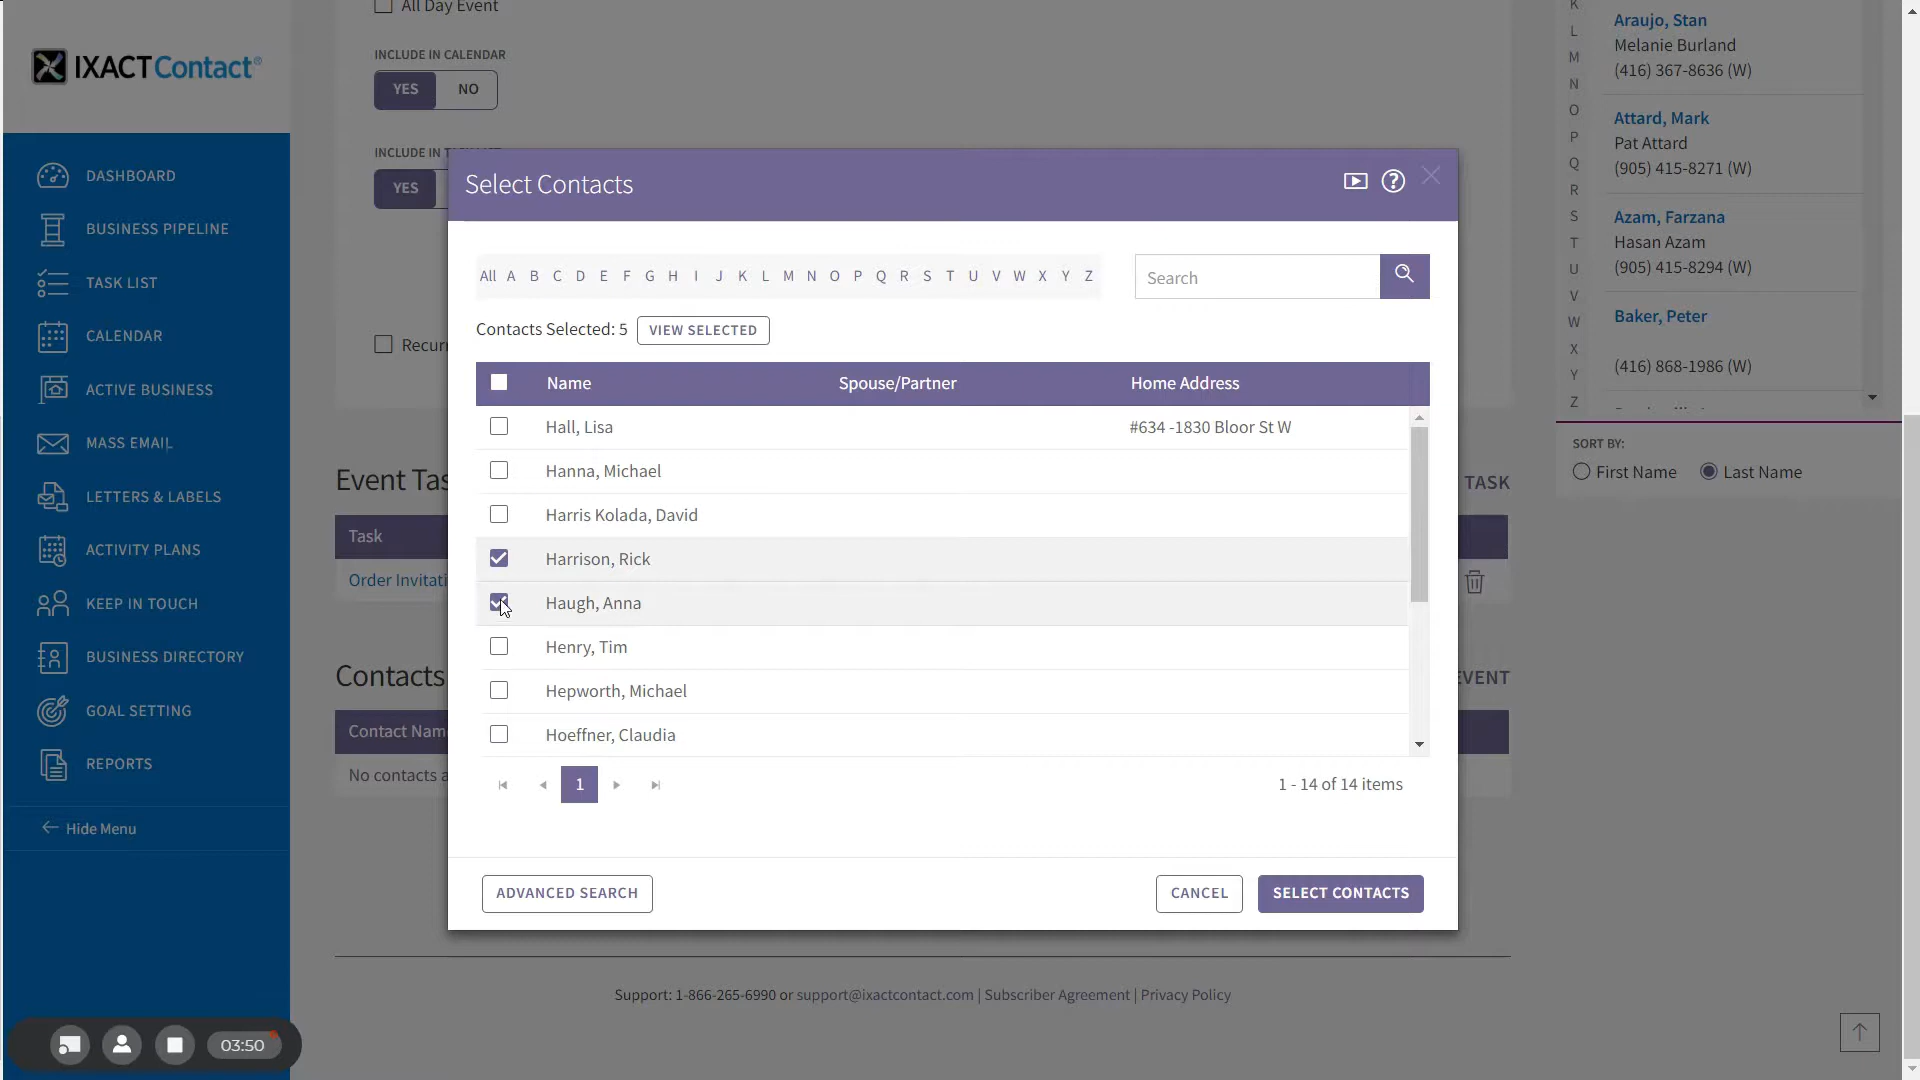 IXACTContact®
DASHBOARD
BUSINESS PIPELINE
TASK LIST
CALENDAR
ACTIVE BUSINESS
MASS EMAIL
LETTERS & LABELS
ACTIVITY PLANS
KEEP IN TOUCH
BUSINESS DIRECTORY
GOAL SETTING
REPORTS
Hide Menu
03:50
All Day Event
INCLUDE IN CALENDAR
YES NO
INCLUDE IN
YES
Event
TASK
Task
Contacts
Contact
No contacts
Select Contacts
All A B C D E F G H I J K L M N O P Q R S T U V W X Y Z
Search
Contacts Selected: 5 VIEW SELECTED
Name Spouse/Partner Home Address
Hall, Lisa #634 -1830 Bloor St W
Hanna, Michael
Harris Kolada, David
Harrison, Rick
Haugh, Anna
Henry, Tim
Hepworth, Michael
Hoeffner, Claudia
1
1 - 14 of 14 items
ADVANCED SEARCH CANCEL SELECT CONTACTS
Support: 1-866-265-6990 or support@ixactcontact.com | Subscriber Agreement | Privacy Policy
K
L
M
N
O
P
Q
R
S
T
U
V
W
X
Y
Z
Araujo, Stan
Melanie Burland
(416) 367-8636 (W)
Attard, Mark
Pat Attard
(905) 415-8271 (W)
Azam, Farzana
Hasan Azam
(905) 415-8294 (W)
Baker, Peter
(416) 868-1986 (W)
SORT BY:
First Name Last Name